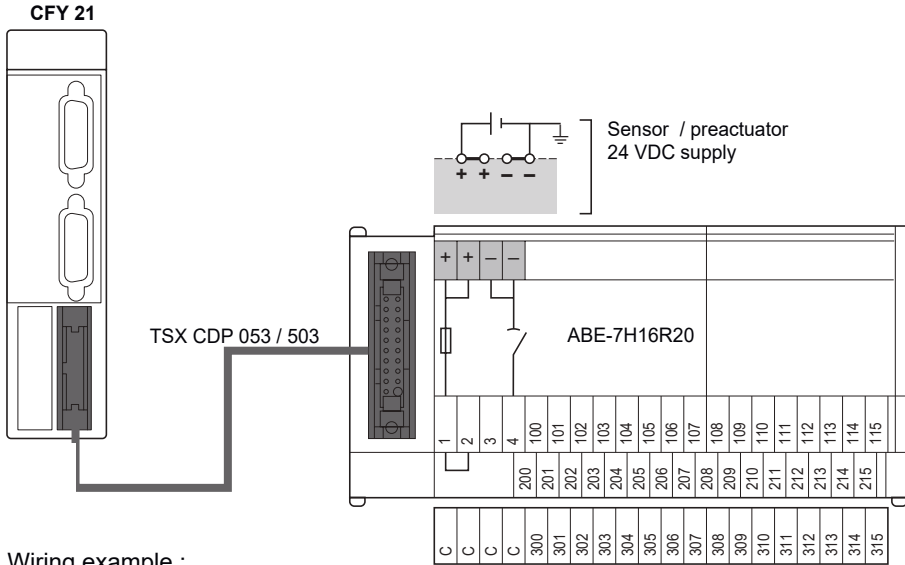 CFY 21
Sensor / preactuator
24 VDC supply
+ + – –
+ + – –
TSX CDP 053 / 503
ABE-7H16R20
1 2 3 4 100 101 102 103 104 105 106 107 108 109 110 111 112 113 114 115
200 201 202 203 204 205 206 207 208 209 210 211 212 213 214 215
C C C C 300 301 302 303 304 305 306 307 308 309 310 311 312 313 314 315
Wiring example :